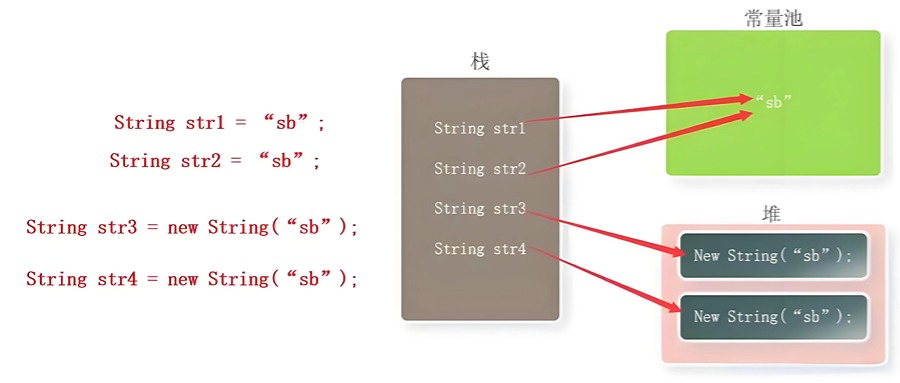 String str1 = “sb”;
String str2 = “sb”;
String str3 = new String(“sb”);
String str4 = new String(“sb”);
栈
String str1
String str2
String str3
String str4
常量池
“sb”
堆
New String(“sb”);
New String(“sb”);